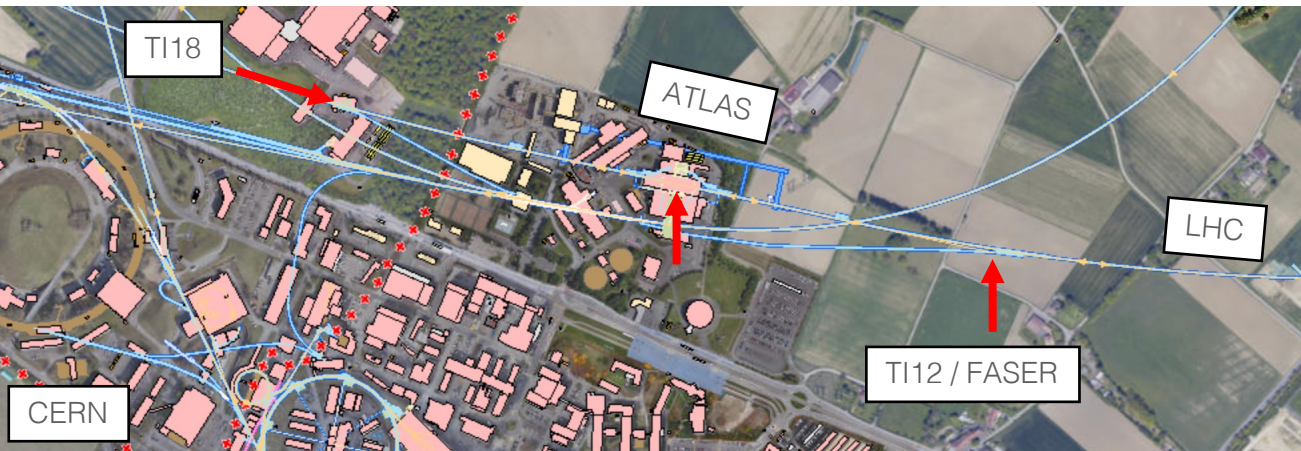 TI18
ATLAS
LHC
TI12 / FASER
CERN